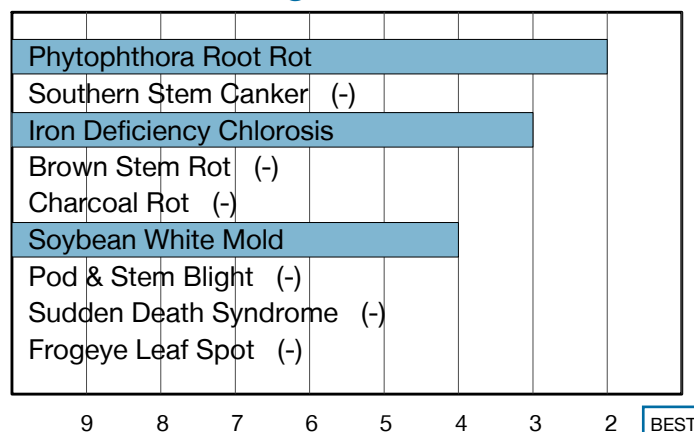 Phytophthora Root Rot
Southern Stem Canker (-)
Iron Deficiency Chlorosis
Brown Stem Rot (-)
Charcoal Rot (-)
Soybean White Mold
Pod & Stem Blight (-)
Sudden Death Syndrome (-)
Frogeye Leaf Spot (-)
9 8 7 6 5 4 3 2 BEST